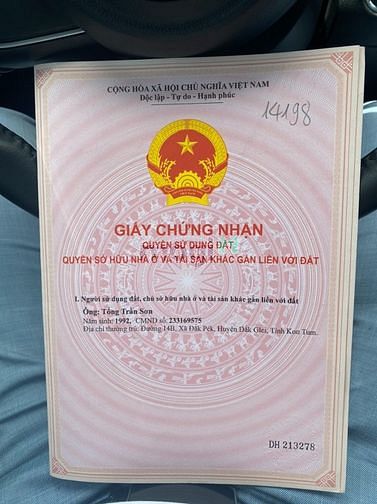 CỘNG HÒA XÃ HỘI CHỦ NGHĨA VIỆT NAM
Độc lập - Tự do - Hạnh phúc
14198
GIẤY CHỨNG NHẬN
QUYỀN SỬ DỤNG ĐẤT
QUYỀN SỞ HỮU NHÀ Ở VÀ TÀI SẢN KHÁC GẮN LIỀN VỚI ĐẤT
I. Người sử dụng đất, chủ sở hữu nhà ở và tài sản khác gắn liền với đất
Ông: Tống Trần Sơn
Năm sinh: 1992, CMND số: 233169575
Địa chỉ thường trú: Đường 14B, Xã Đắk Pék, Huyện Đắk Glei, Tỉnh Kon Tum.
DH 213278